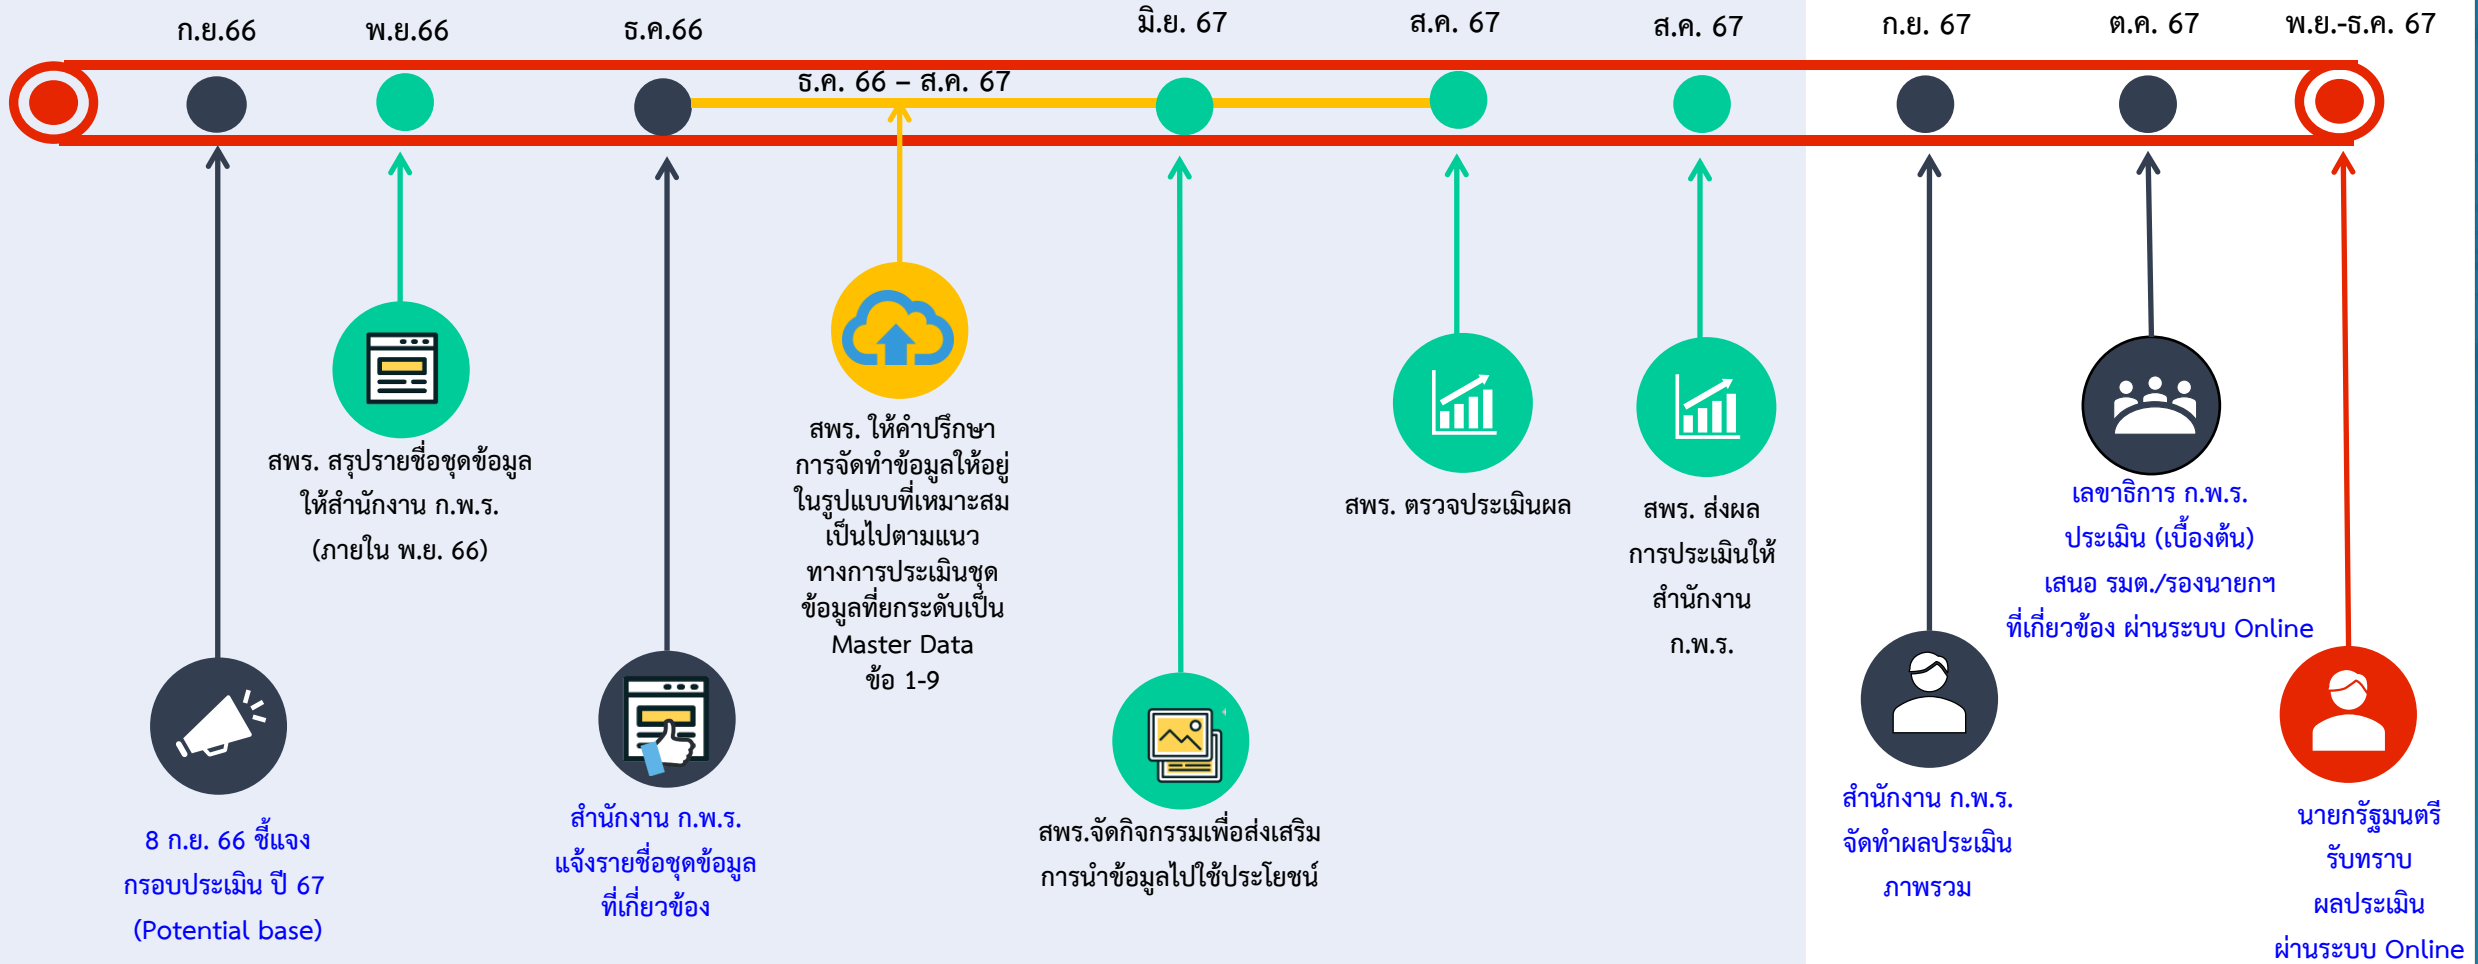 ก.ย.66
พ.ย.66
ธ.ค.66
มิ.ย. 67
ส.ค. 67
ส.ค. 67
ก.ย. 67
ต.ค. 67
พ.ย.-ธ.ค. 67
ธ.ค. 66 – ส.ค. 67
8 ก.ย. 66 ชี้แจง
กรอบประเมิน ปี 67
(Potential base)
สพร. สรุปรายชื่อชุดข้อมูล
ให้สำนักงาน ก.พ.ร.
(ภายใน พ.ย. 66)
สำนักงาน ก.พ.ร.
แจ้งรายชื่อชุดข้อมูล
ที่เกี่ยวข้อง
สพร. ให้คำปรึกษา
การจัดทำข้อมูลให้อยู่
ในรูปแบบที่เหมาะสม
เป็นไปตามแนว
ทางการประเมินชุด
ข้อมูลที่ยกระดับเป็น
Master Data
ข้อ 1-9
สพร.จัดกิจกรรมเพื่อส่งเสริม
การนำข้อมูลไปใช้ประโยชน์
สพร. ตรวจประเมินผล
สพร. ส่งผล
การประเมินให้
สำนักงาน
ก.พ.ร.
สำนักงาน ก.พ.ร.
จัดทำผลประเมิน
ภาพรวม
เลขาธิการ ก.พ.ร.
ประเมิน (เบื้องต้น)
เสนอ รมต./รองนายกฯ
ที่เกี่ยวข้อง ผ่านระบบ Online
นายกรัฐมนตรี
รับทราบ
ผลประเมิน
ผ่านระบบ Online